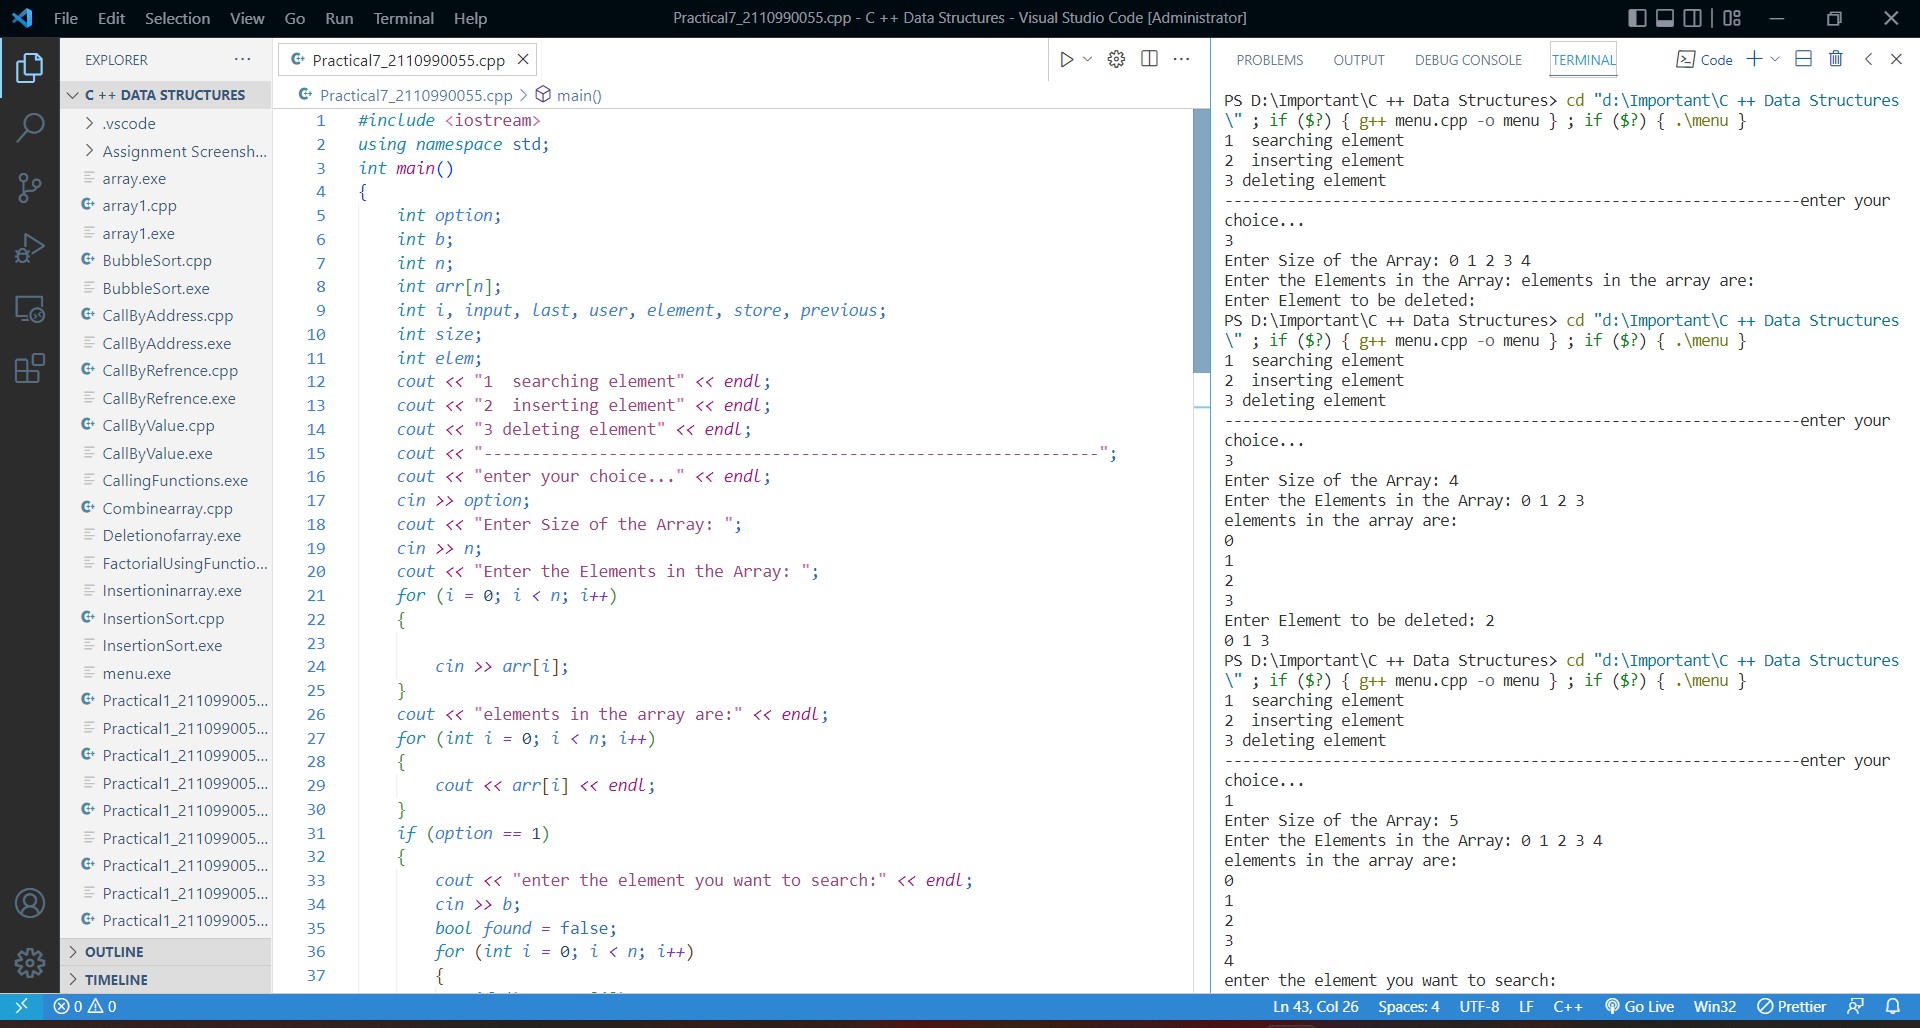 File Edit Selection View Go Run Terminal Help
Practical7_2110990055.cpp - C ++ Data Structures - Visual Studio Code [Administrator]
EXPLORER ...
C ++ DATA STRUCTURES
.vscode
Assignment Screensh...
array.exe
array1.cpp
array1.exe
BubbleSort.cpp
BubbleSort.exe
CallByAddress.cpp
CallByAddress.exe
CallByRefrence.cpp
CallByRefrence.exe
CallByValue.cpp
CallByValue.exe
CallingFunctions.exe
Combinearray.cpp
Deletionofarray.exe
FactorialUsingFunctio...
Insertioninarray.exe
InsertionSort.cpp
InsertionSort.exe
menu.exe
Practical1_211099005...
Practical1_211099005...
Practical1_211099005...
Practical1_211099005...
Practical1_211099005...
Practical1_211099005...
Practical1_211099005...
Practical1_211099005...
Practical1_211099005...
OUTLINE
TIMELINE
Practical7_2110990055.cpp
Practical7_2110990055.cpp > main()
1 #include <iostream>
2 using namespace std;
3 int main()
4 {
5 int option;
6 int b;
7 int n;
8 int arr[n];
9 int i, input, last, user, element, store, previous;
10 int size;
11 int elem;
12 cout << "1  searching element" << endl;
13 cout << "2  inserting element" << endl;
14 cout << "3 deleting element" << endl;
15 cout << "----------------------------------------------------------------";
16 cout << "enter your choice..." << endl;
17 cin >> option;
18 cout << "Enter Size of the Array: ";
19 cin >> n;
20 cout << "Enter the Elements in the Array: ";
21 for (i = 0; i < n; i++)
22 {
23
24 cin >> arr[i];
25 }
26 cout << "elements in the array are:" << endl;
27 for (int i = 0; i < n; i++)
28 {
29 cout << arr[i] << endl;
30 }
31 if (option == 1)
32 {
33 cout << "enter the element you want to search:" << endl;
34 cin >> b;
35 bool found = false;
36 for (int i = 0; i < n; i++)
37 {
PROBLEMS OUTPUT DEBUG CONSOLE TERMINAL Code
PS D:\Important\C ++ Data Structures> cd "d:\Important\C ++ Data Structures
\" ; if ($?) { g++ menu.cpp -o menu } ; if ($?) { .\menu }
1  searching element
2  inserting element
3 deleting element
----------------------------------------------------------------enter your
choice...
3
Enter Size of the Array: 0 1 2 3 4
Enter the Elements in the Array: elements in the array are:
Enter Element to be deleted:
PS D:\Important\C ++ Data Structures> cd "d:\Important\C ++ Data Structures
\" ; if ($?) { g++ menu.cpp -o menu } ; if ($?) { .\menu }
1  searching element
2  inserting element
3 deleting element
----------------------------------------------------------------enter your
choice...
3
Enter Size of the Array: 4
Enter the Elements in the Array: 0 1 2 3
elements in the array are:
0
1
2
3
Enter Element to be deleted: 2
0 1 3
PS D:\Important\C ++ Data Structures> cd "d:\Important\C ++ Data Structures
\" ; if ($?) { g++ menu.cpp -o menu } ; if ($?) { .\menu }
1  searching element
2  inserting element
3 deleting element
----------------------------------------------------------------enter your
choice...
1
Enter Size of the Array: 5
Enter the Elements in the Array: 0 1 2 3 4
elements in the array are:
0
1
2
3
4
enter the element you want to search:
0 0
Ln 43, Col 26 Spaces: 4 UTF-8 LF C++ Go Live Win32 Prettier